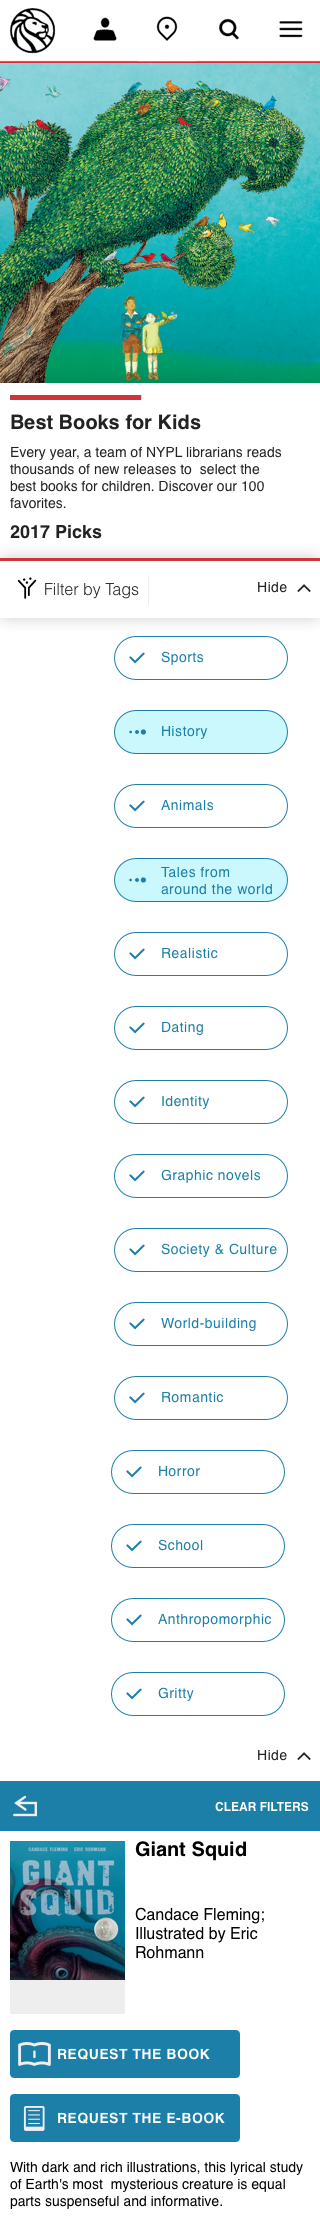 Best Books for Kids
Every year, a team of NYPL librarians reads
thousands of new releases to  select the
best books for children. Discover our 100
favorites.
2017 Picks
Filter by Tags
Hide
Sports
History
Animals
Tales from
around the world
Realistic
Dating
Identity
Graphic novels
Society & Culture
World-building
Romantic
Horror
School
Anthropomorphic
Gritty
Hide
CLEAR FILTERS
CANDACE FLEMING ERIC ROHMANN
GIANT
SQUID
Giant Squid
Candace Fleming;
Illustrated by Eric
Rohmann
REQUEST THE BOOK
REQUEST THE E-BOOK
With dark and rich illustrations, this lyrical study
of Earth's most  mysterious creature is equal
parts suspenseful and informative.